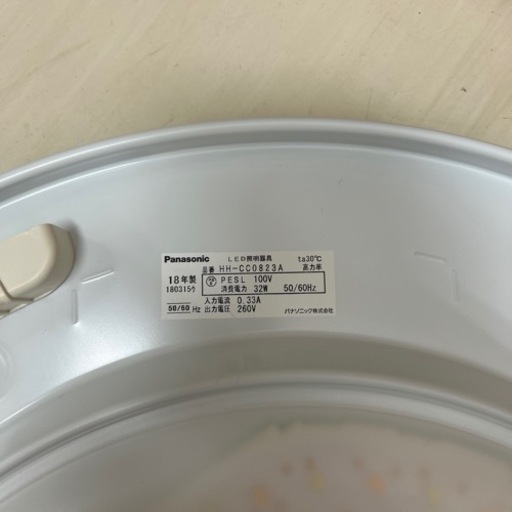 Panasonic LED照明器具 ta30℃
品番 HH-CC0823A 高力率
18年製 PESL 100V
180315ウ 消費電力 32W 50/60Hz
入力電流 0.33A
50/60 Hz 出力電圧 260V パナソニック株式会社